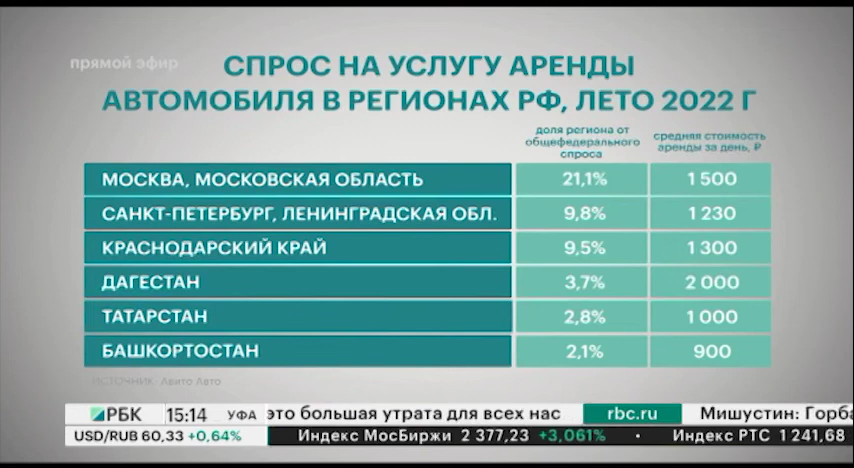 прямой эфир
СПРОС НА УСЛУГУ АРЕНДЫ
АВТОМОБИЛЯ В РЕГИОНАХ РФ, ЛЕТО 2022 Г
доля региона от общефедерального спроса
средняя стоимость аренды за день, ₽
МОСКВА, МОСКОВСКАЯ ОБЛАСТЬ 21,1% 1 500
САНКТ-ПЕТЕРБУРГ, ЛЕНИНГРАДСКАЯ ОБЛ. 9,8% 1 230
КРАСНОДАРСКИЙ КРАЙ 9,5% 1 300
ДАГЕСТАН 3,7% 2 000
ТАТАРСТАН 2,8% 1 000
БАШКОРТОСТАН 2,1% 900
ИСТОЧНИК: Авито Авто
РБК 15:14 УФА это большая утрата для всех нас rbc.ru Мишустин: Горба
USD/RUB 60,33 +0,64% Индекс МосБиржи 2 377,23 +3,061% • Индекс РТС 1 241,68